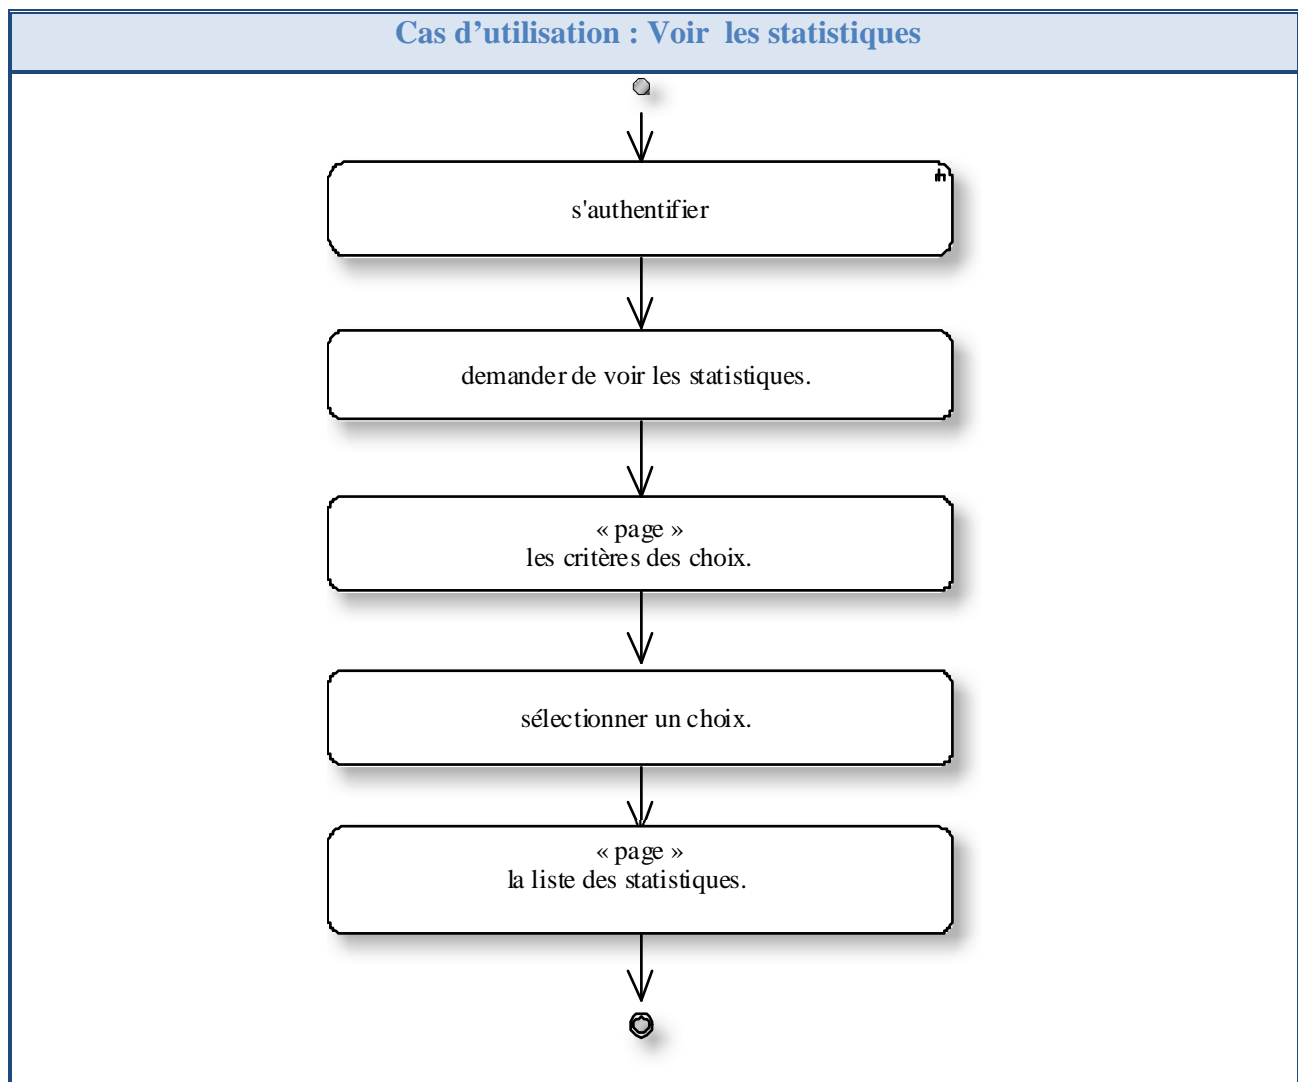 Cas d’utilisation : Voir les statistiques
s'authentifier
demander de voir les statistiques.
« page »
les critères des choix.
sélectionner un choix.
« page »
la liste des statistiques.